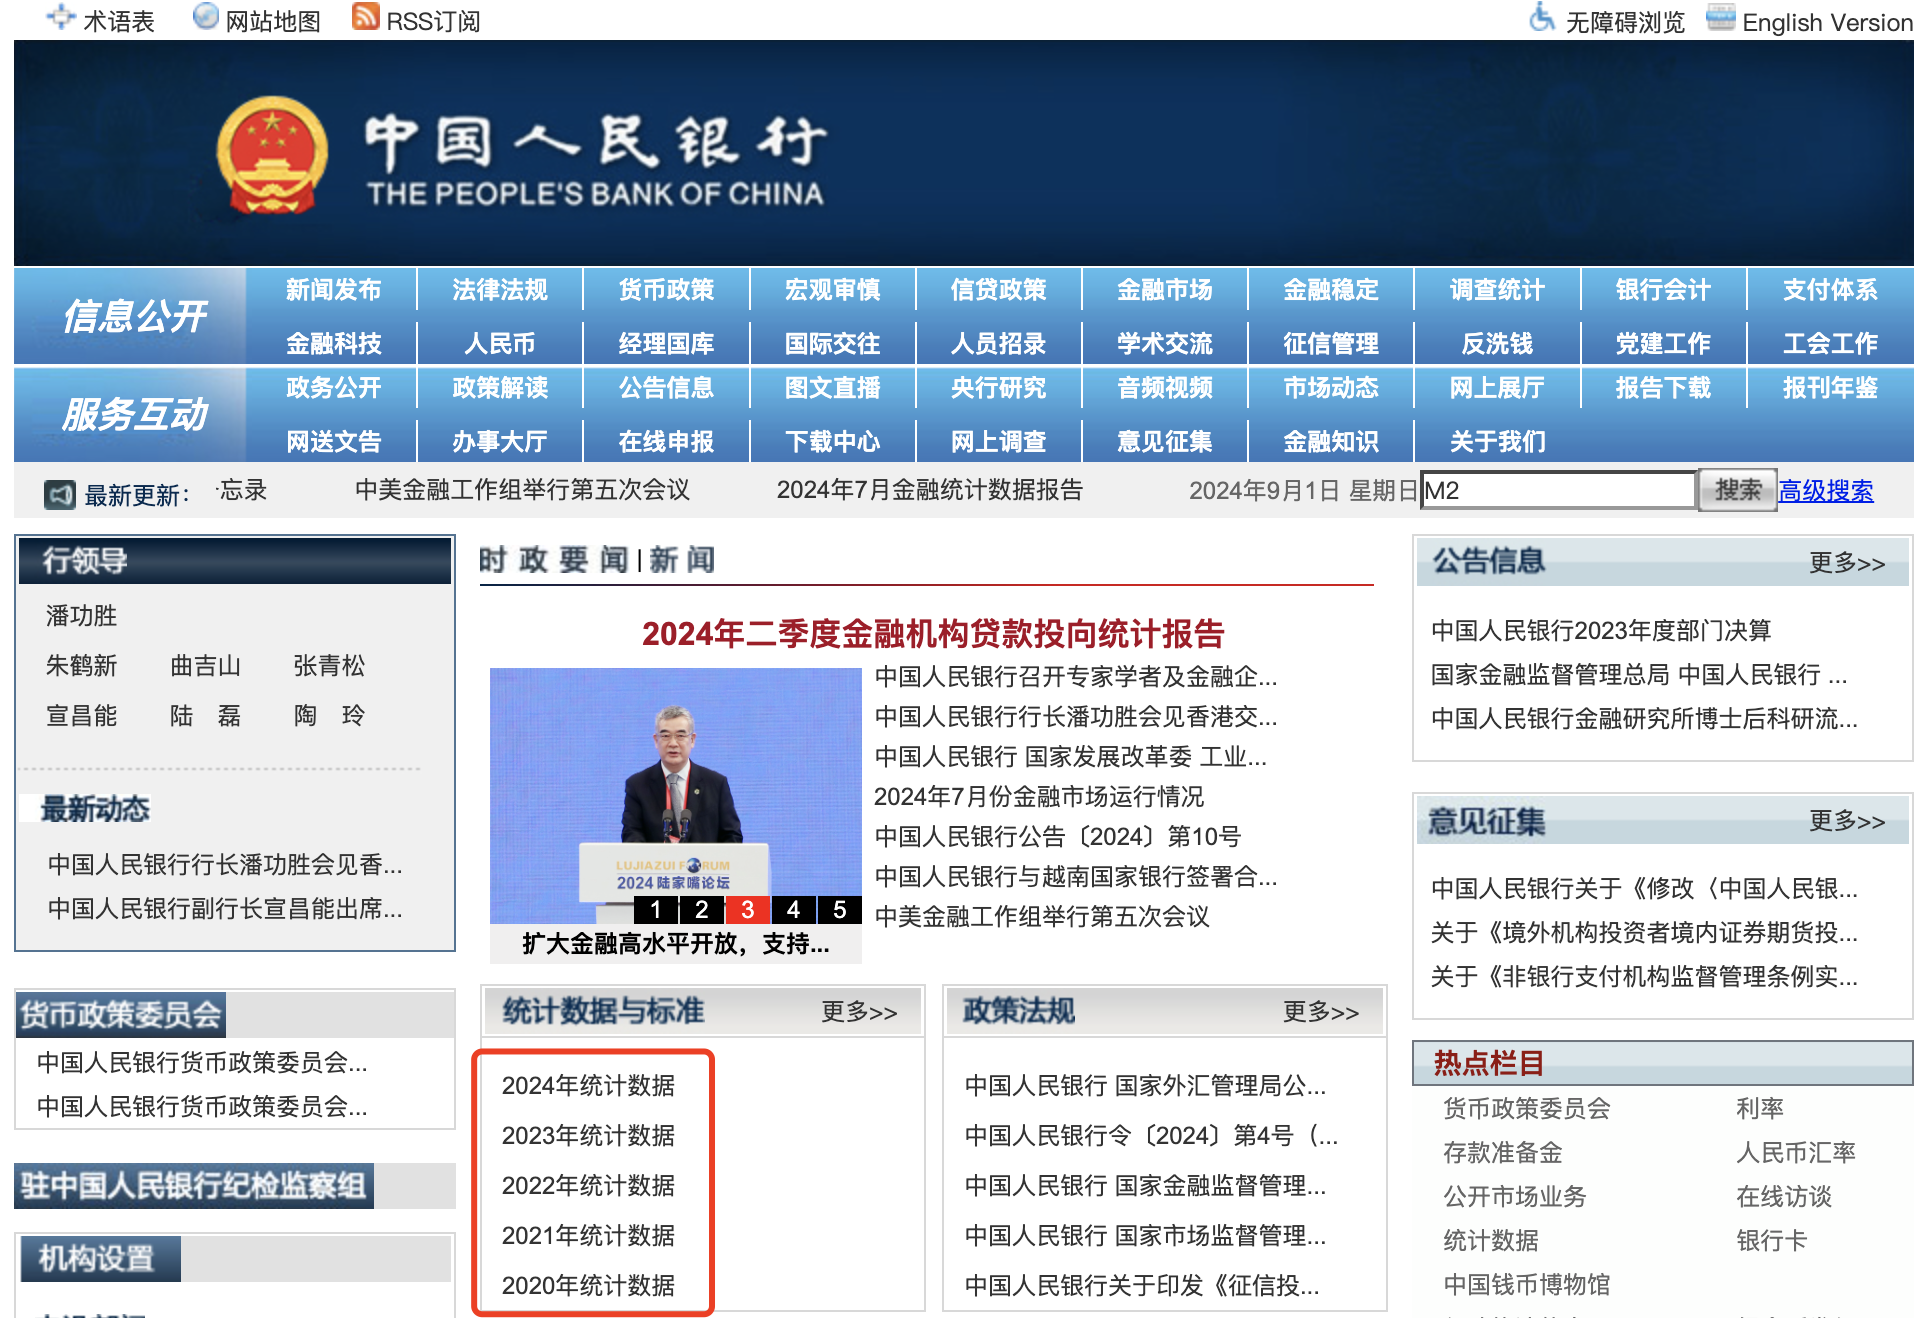 术语表 网站地图 RSS订阅 无障碍浏览 English Version
中国人民银行
THE PEOPLE'S BANK OF CHINA
信息公开
新闻发布 法律法规 货币政策 宏观审慎 信贷政策 金融市场 金融稳定 调查统计 银行会计 支付体系
金融科技 人民币 经理国库 国际交往 人员招录 学术交流 征信管理 反洗钱 党建工作 工会工作
服务互动
政务公开 政策解读 公告信息 图文直播 央行研究 音频视频 市场动态 网上展厅 报告下载 报刊年鉴
网送文告 办事大厅 在线申报 下载中心 网上调查 意见征集 金融知识 关于我们
最新更新： 忘录 中美金融工作组举行第五次会议 2024年7月金融统计数据报告 2024年9月1日 星期日 M2 搜索 高级搜索
行领导
潘功胜
朱鹤新 曲吉山 张青松
宣昌能 陆 磊 陶 玲
最新动态
中国人民银行行长潘功胜会见香...
中国人民银行副行长宣昌能出席...
货币政策委员会
中国人民银行货币政策委员会...
中国人民银行货币政策委员会...
驻中国人民银行纪检监察组
机构设置
时政要闻 | 新闻
2024年二季度金融机构贷款投向统计报告
LUJIAZUI FORUM
2024 陆家嘴论坛
1 2 3 4 5
扩大金融高水平开放，支持...
中国人民银行召开专家学者及金融企...
中国人民银行行长潘功胜会见香港交...
中国人民银行 国家发展改革委 工业...
2024年7月份金融市场运行情况
中国人民银行公告〔2024〕第10号
中国人民银行与越南国家银行签署合...
中美金融工作组举行第五次会议
统计数据与标准 更多>>
2024年统计数据
2023年统计数据
2022年统计数据
2021年统计数据
2020年统计数据
政策法规 更多>>
中国人民银行 国家外汇管理局公...
中国人民银行令〔2024〕第4号（...
中国人民银行 国家金融监督管理...
中国人民银行 国家市场监督管理...
中国人民银行关于印发《征信投...
公告信息 更多>>
中国人民银行2023年度部门决算
国家金融监督管理总局 中国人民银行 ...
中国人民银行金融研究所博士后科研流...
意见征集 更多>>
中国人民银行关于《修改〈中国人民银...
关于《境外机构投资者境内证券期货投...
关于《非银行支付机构监督管理条例实...
热点栏目
货币政策委员会 利率
存款准备金 人民币汇率
公开市场业务 在线访谈
统计数据 银行卡
中国钱币博物馆